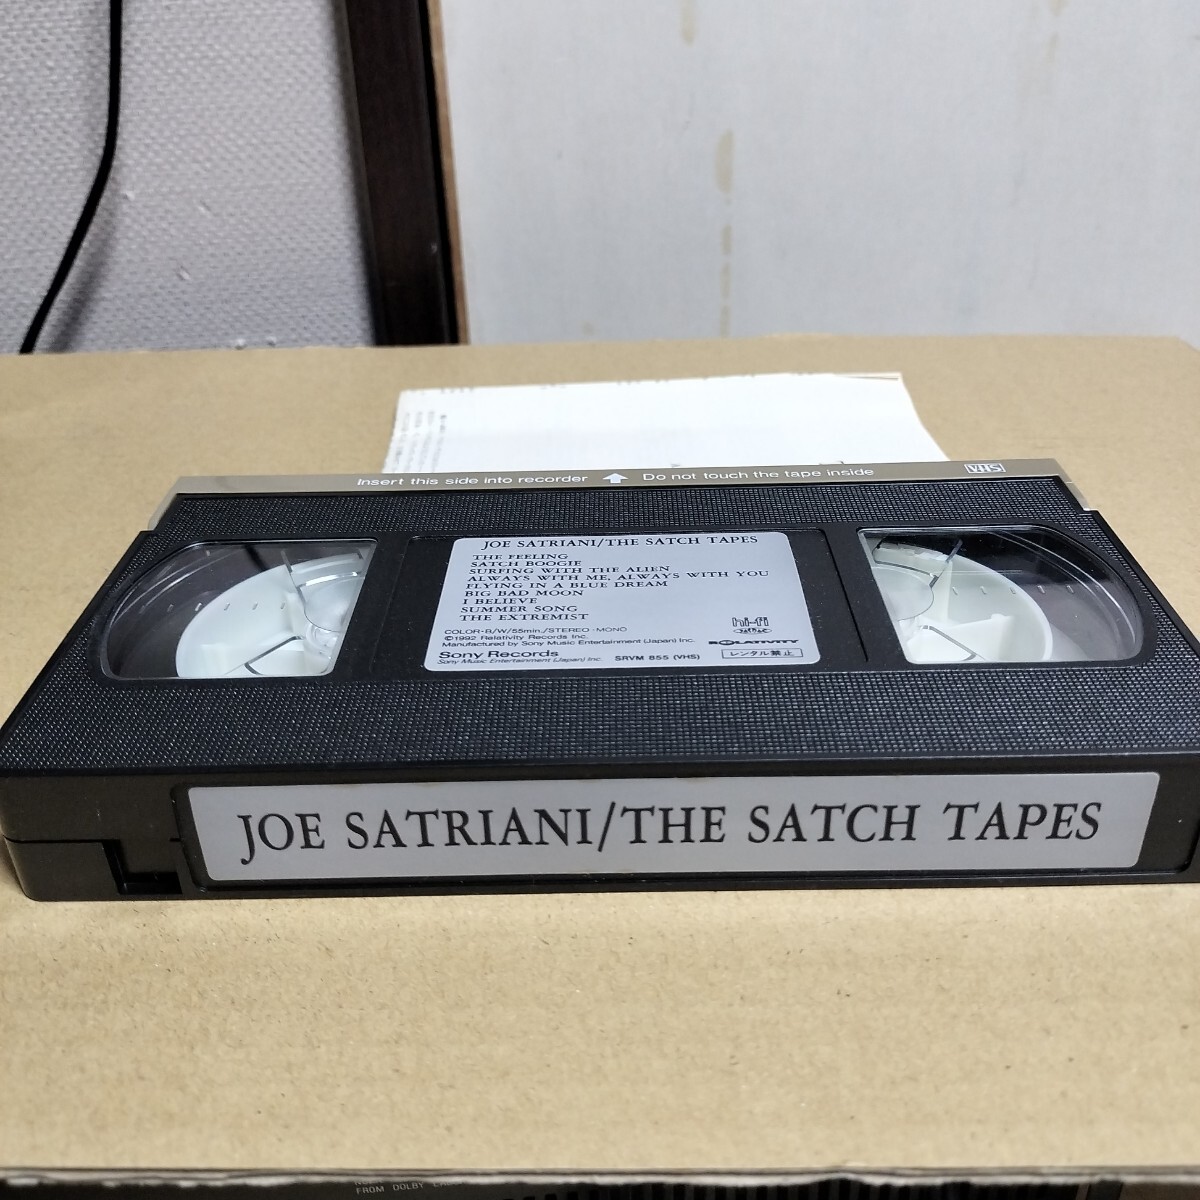 Insert this side into recorder ⬆ Do not touch the tape inside
VHS
JOE SATRIANI/THE SATCH TAPES
THE FEELING
SATCH BOOGIE
SURFING WITH THE ALIEN
ALWAYS WITH ME, ALWAYS WITH YOU
FLYING IN A BLUE DREAM
BIG BAD MOON
I BELIEVE
SUMMER SONG
THE EXTREMIST
COLOR·B/W/55min./STEREO·MONO
©1992 Relativity Records Inc.
Manufactured by Sony Music Entertainment (Japan) Inc.
hi-fi
RELATIVITY
Sony Records
Sony Music Entertainment (Japan) Inc.
SRVM 855 (VHS)
レンタル禁止
JOE SATRIANI/THE SATCH TAPES
FROM DOLBY